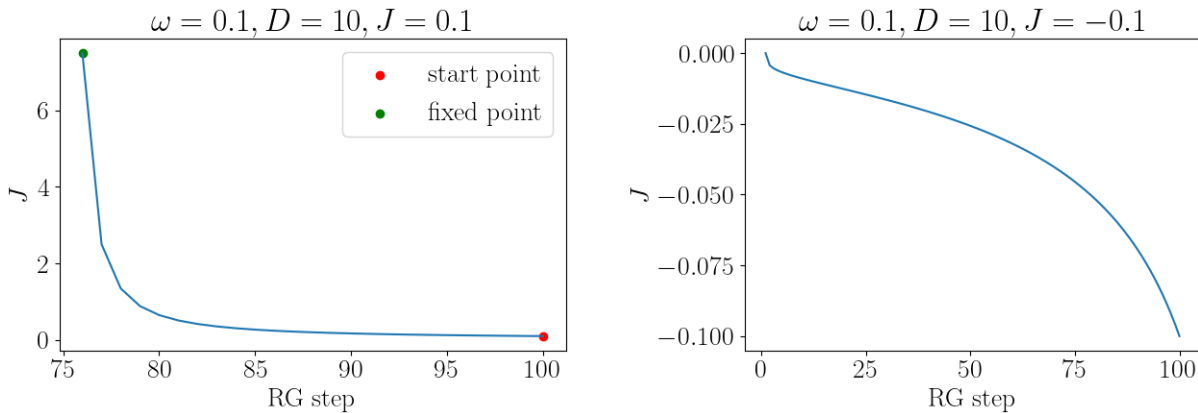 ω = 0.1, D = 10, J = 0.1
6
4
2
0
J
start point
fixed point
75
80
85
90
95
100
RG step
ω = 0.1, D = 10, J = −0.1
0.000
−0.025
−0.050
−0.075
−0.100
J
0
25
50
75
100
RG step